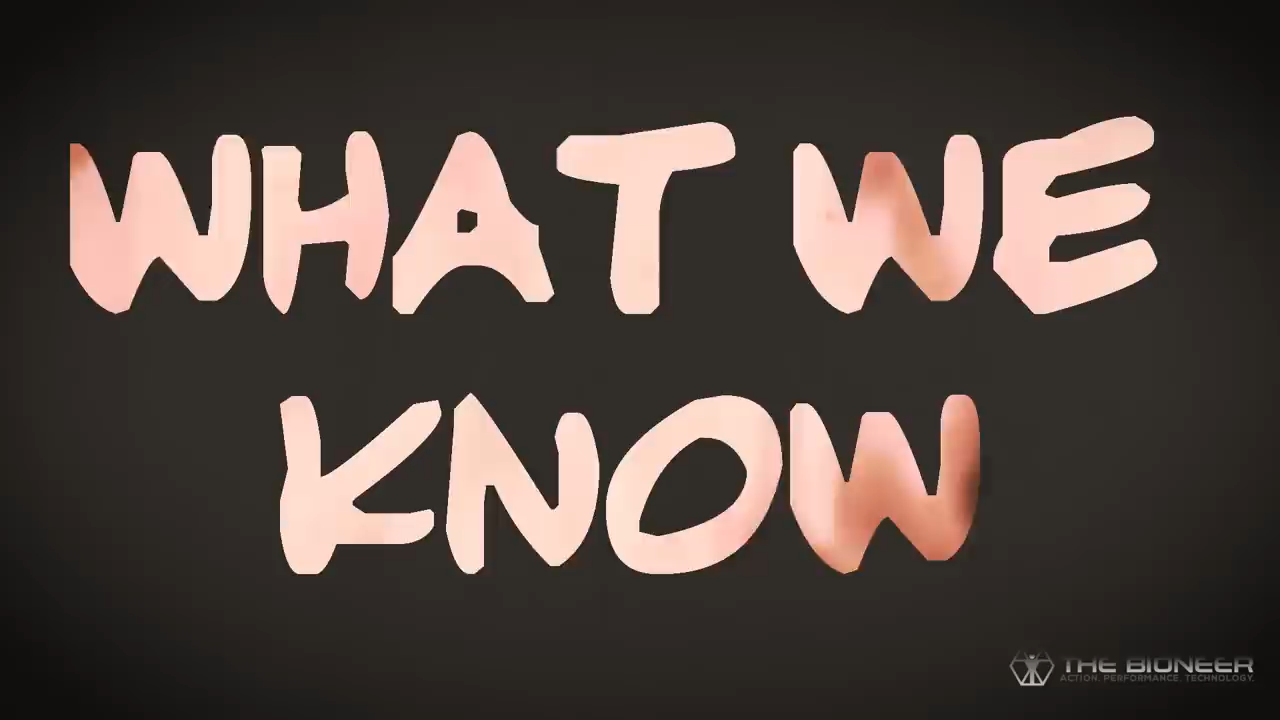 WHAT WE
KNOW
THE BIONEER
ACTION. PERFORMANCE. TECHNOLOGY.